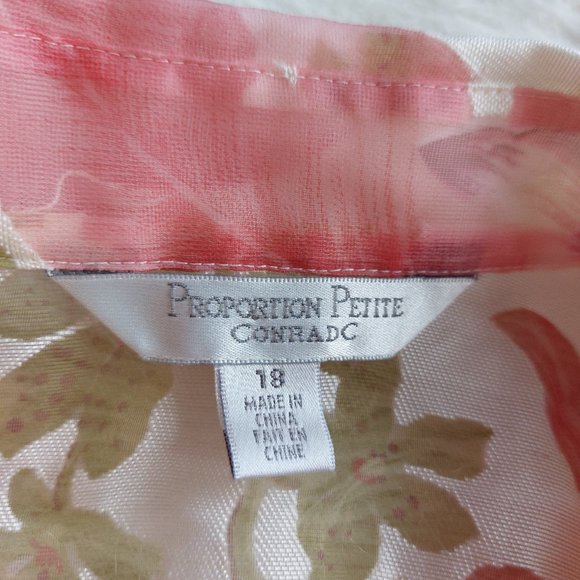 PROPORTION PETITE
CONRADC
18
MADE IN
CHINA
FAIT EN
CHINE